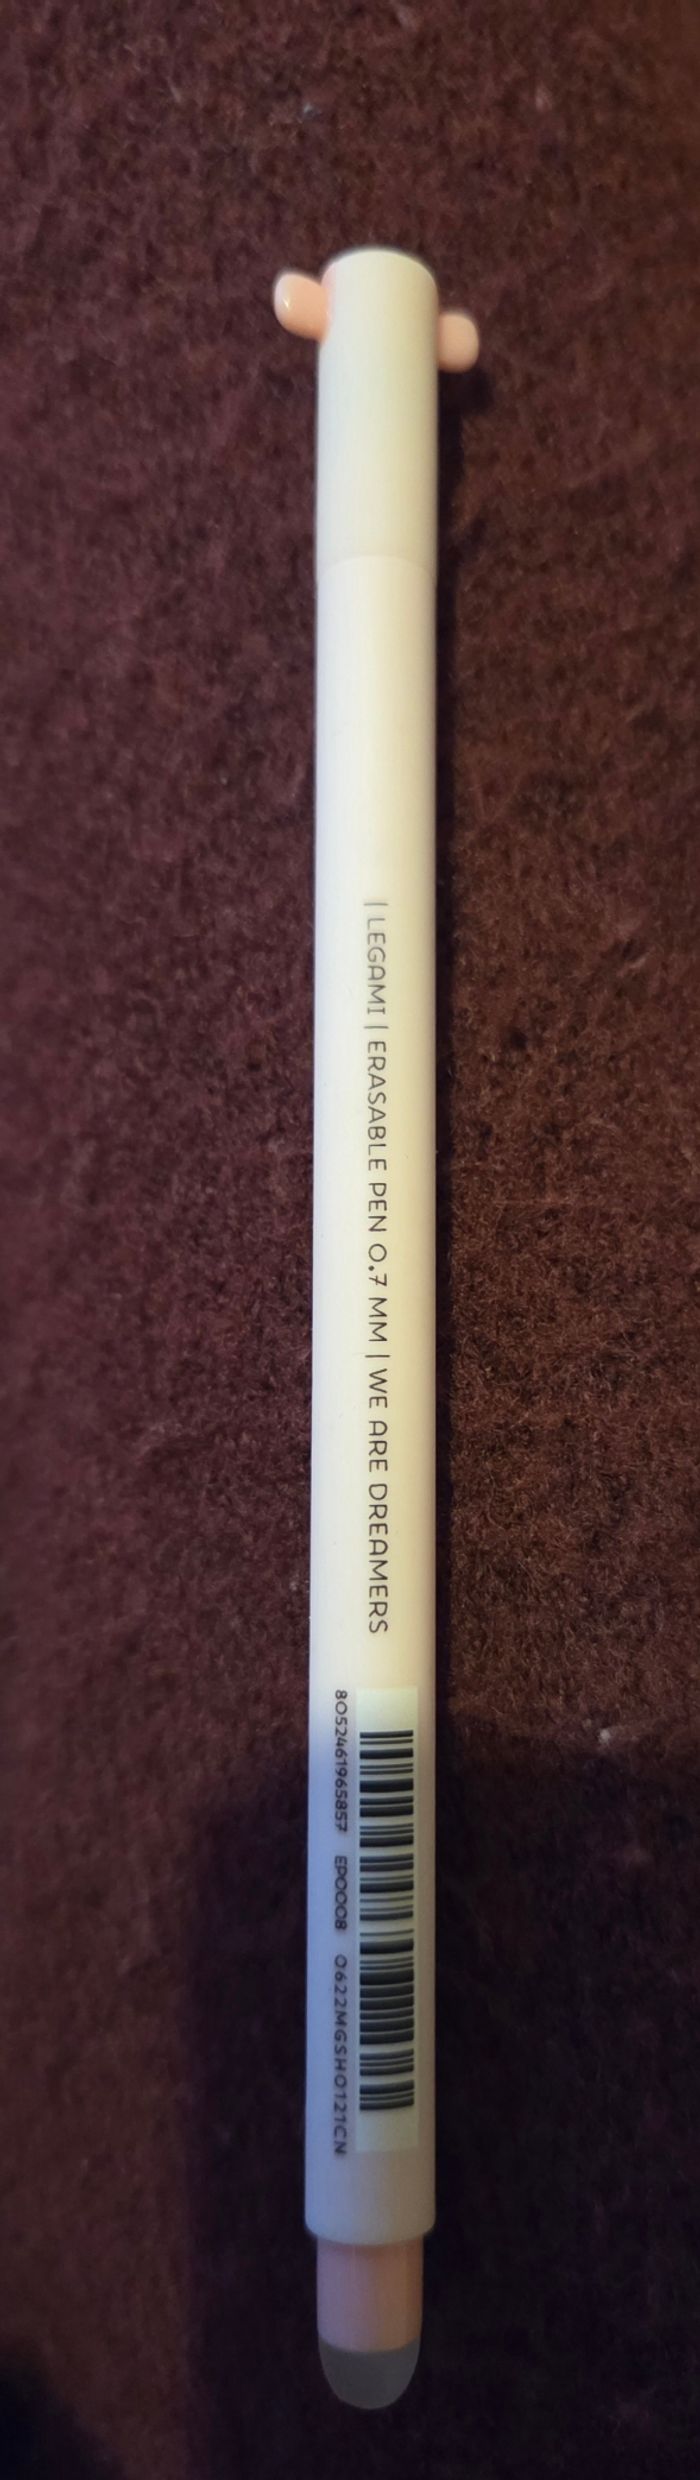 | LEGAMI | ERASABLE PEN 0.7 MM | WE ARE DREAMERS
8052461965857 EP0008 0622MGSH0121CN